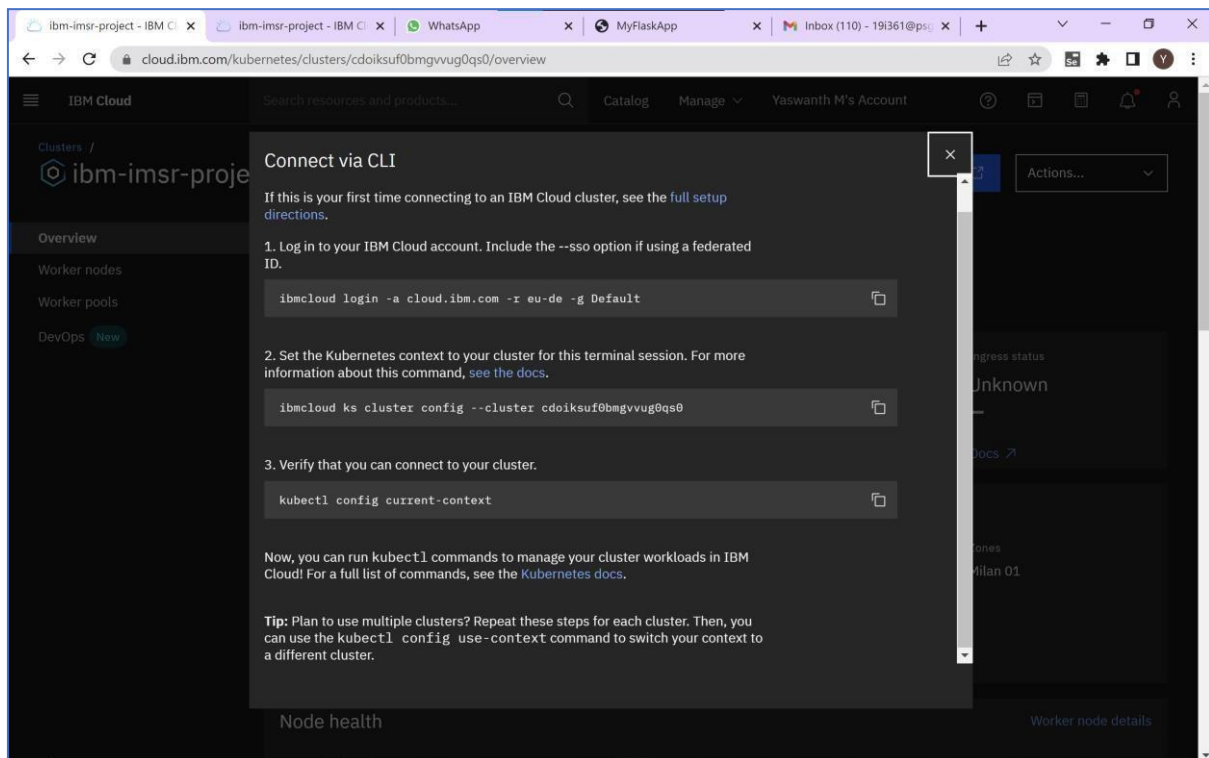 ibm-imsr-project - IBM Cl
ibm-imsr-project - IBM Cl
WhatsApp
MyFlaskApp
Inbox (110) - 19i361@psg
cloud.ibm.com/kubernetes/clusters/cdoiksuf0bmgvvug0qs0/overview
Y
IBM Cloud
Search resources and products...
Catalog
Manage
Yaswanth M's Account
Clusters /
ibm-imsr-proje
Actions...
Overview
Worker nodes
Worker pools
DevOps New
Connect via CLI
If this is your first time connecting to an IBM Cloud cluster, see the full setup
directions.
1. Log in to your IBM Cloud account. Include the --sso option if using a federated
ID.
ibmcloud login -a cloud.ibm.com -r eu-de -g Default
2. Set the Kubernetes context to your cluster for this terminal session. For more
information about this command, see the docs.
ibmcloud ks cluster config --cluster cdoiksuf0bmgvvug0qs0
3. Verify that you can connect to your cluster.
kubectl config current-context
Now, you can run kubectl commands to manage your cluster workloads in IBM
Cloud! For a full list of commands, see the Kubernetes docs.
Tip: Plan to use multiple clusters? Repeat these steps for each cluster. Then, you
can use the kubectl config use-context command to switch your context to
a different cluster.
ngress status
Unknown
Docs
Zones
Milan 01
Node health
Worker node details